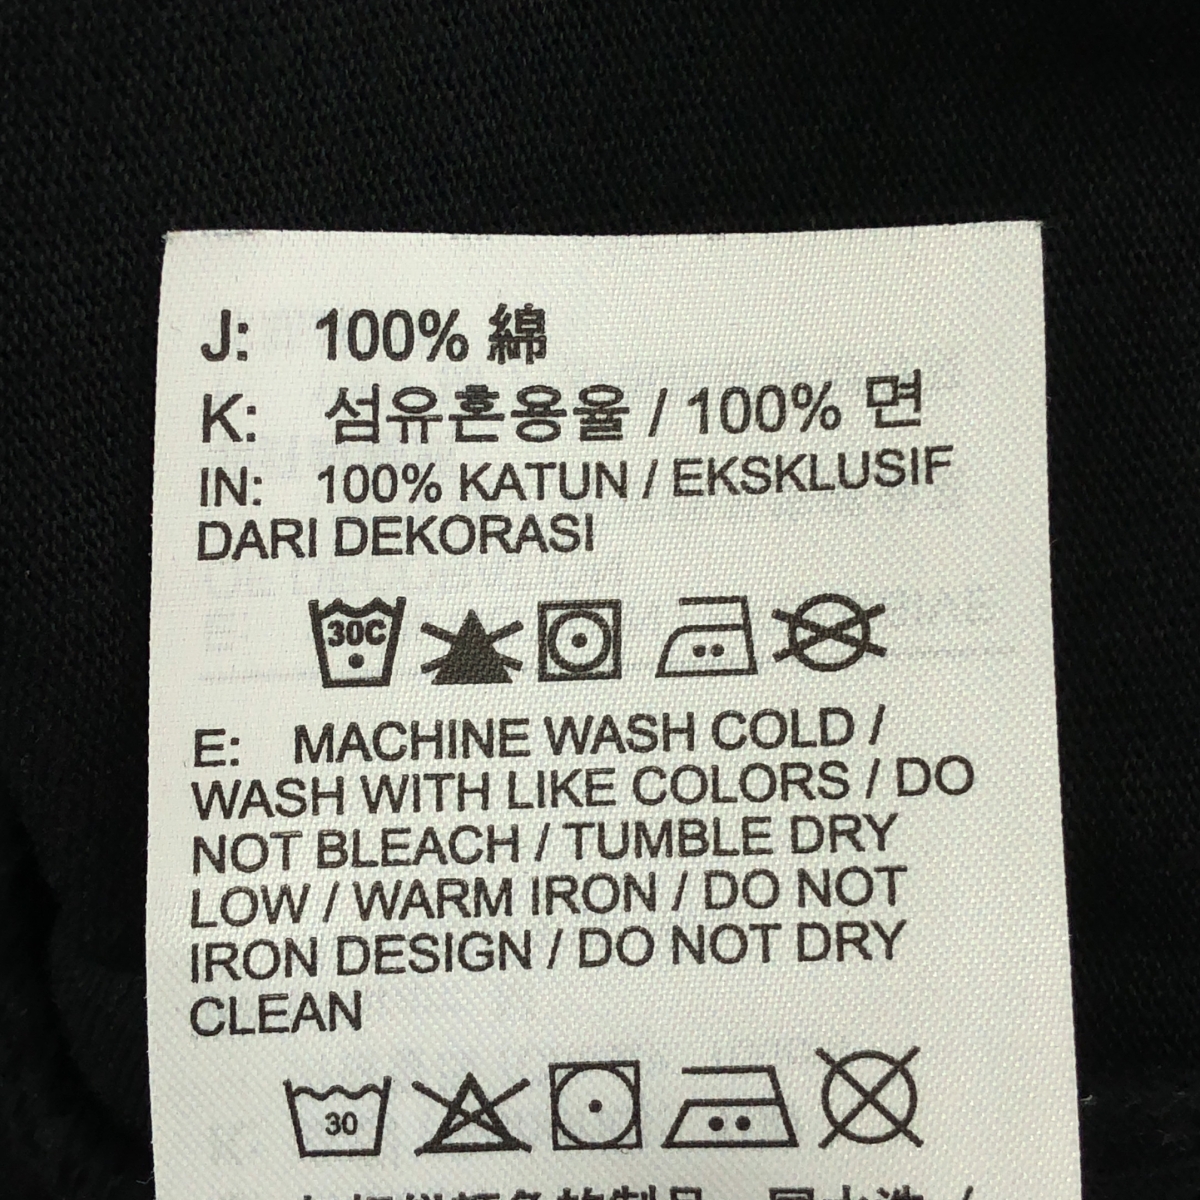 J: 100% 綿
K: 섬유혼용율 / 100% 면
IN: 100% KATUN / EKSKLUSIF
DARI DEKORASI
30C
E: MACHINE WASH COLD /
WASH WITH LIKE COLORS / DO
NOT BLEACH / TUMBLE DRY
LOW / WARM IRON / DO NOT
IRON DESIGN / DO NOT DRY
CLEAN
30